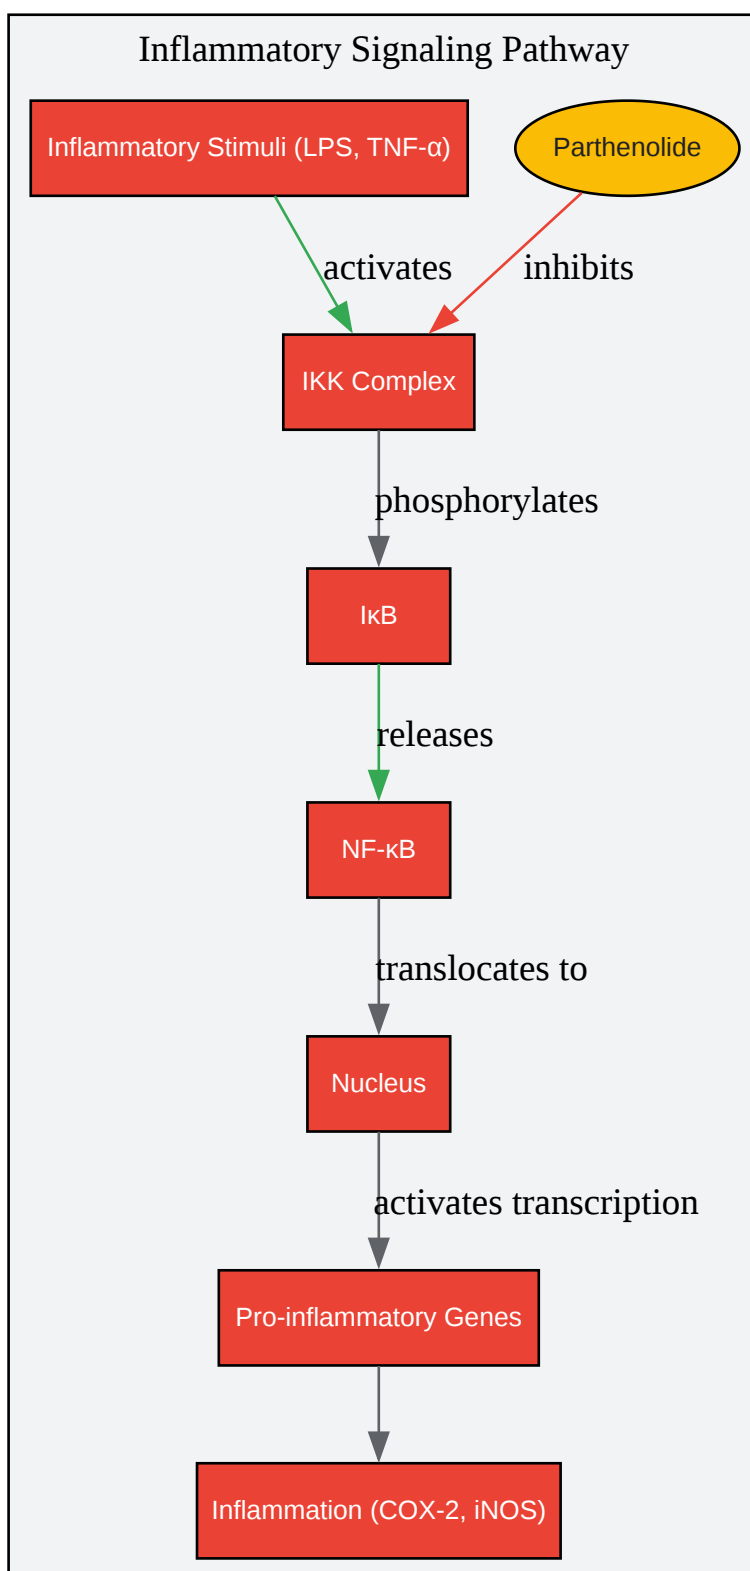 Inflammatory Signaling Pathway
Inflammatory Stimuli (LPS, TNF-α)
Parthenolide
activates
inhibits
IKK Complex
phosphorylates
IκB
releases
NF-κB
translocates to
Nucleus
activates transcription
Pro-inflammatory Genes
Inflammation (COX-2, iNOS)